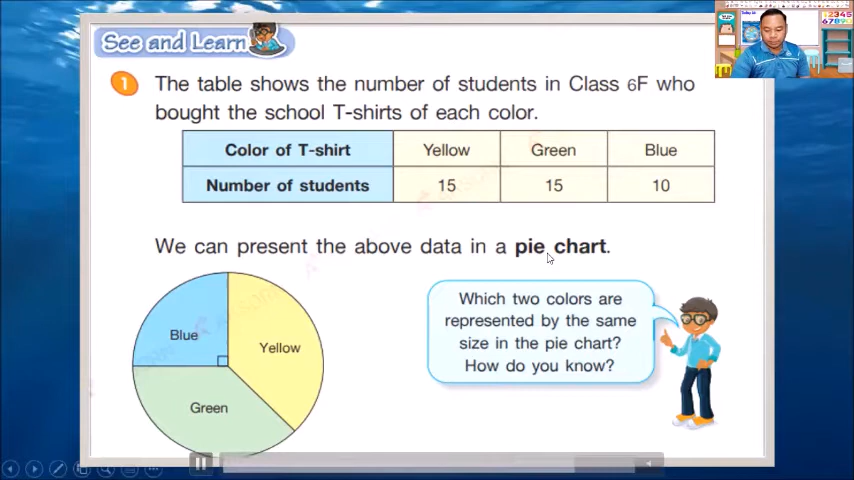 See and Learn
1 The table shows the number of students in Class 6F who
bought the school T-shirts of each color.
Color of T-shirt Yellow Green Blue
Number of students 15 15 10
We can present the above data in a pie chart.
Blue
Yellow
Green
Which two colors are
represented by the same
size in the pie chart?
How do you know?